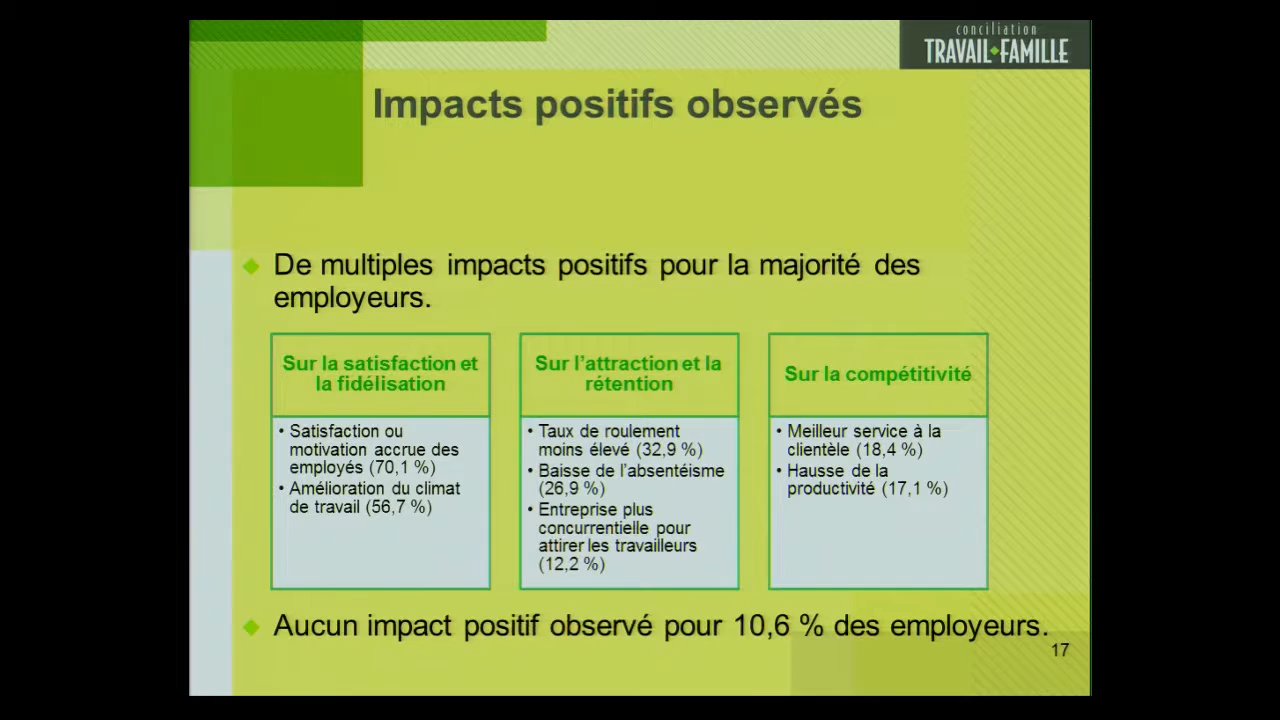 conciliation
TRAVAIL FAMILLE
Impacts positifs observés
De multiples impacts positifs pour la majorité des
employeurs.
Sur la satisfaction et
la fidélisation
• Satisfaction ou
motivation accrue des
employés (70,1 %)
• Amélioration du climat
de travail (56,7 %)
Sur l'attraction et la
rétention
• Taux de roulement
moins élevé (32,9 %)
• Baisse de l'absentéisme
(26,9 %)
• Entreprise plus
concurrentielle pour
attirer les travailleurs
(12,2 %)
Sur la compétitivité
• Meilleur service à la
clientèle (18,4 %)
• Hausse de la
productivité (17,1 %)
Aucun impact positif observé pour 10,6 % des employeurs.
17